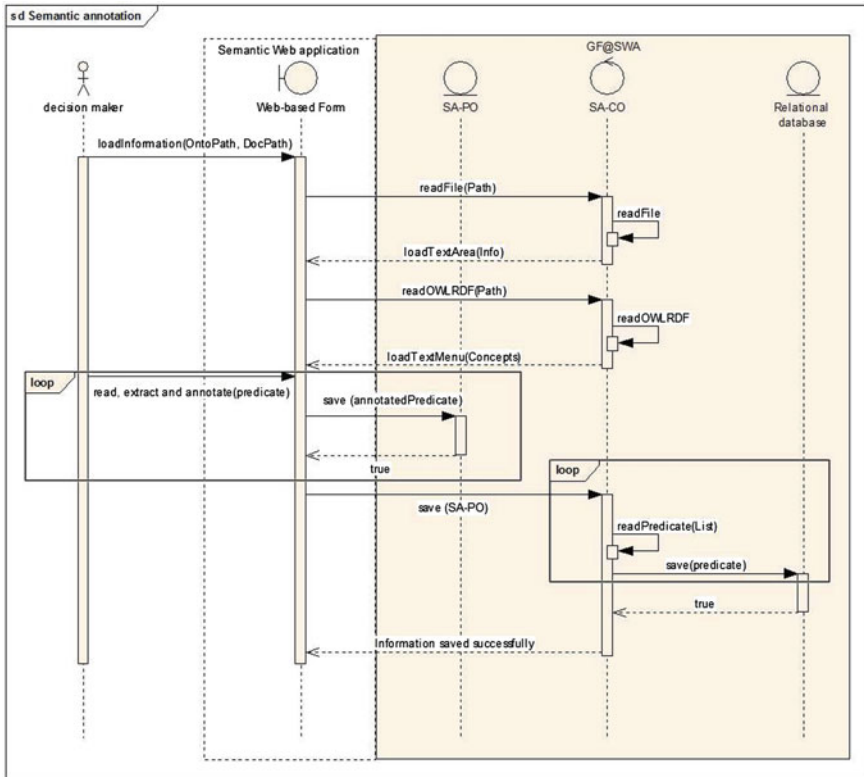 sd Semantic annotation
Semantic Web application
GF@SWA
decision maker
Web-based Form
SA-PO
SA-CO
Relational
database
loadInformation(OntoPath, DocPath)
readFile(Path)
readFile
loadTextArea(Info)
readOWLRDF(Path)
readOWLRDF
loadTextMenu(Concepts)
loop
read, extract and annotate(predicate)
save (annotatedPredicate)
true
loop
save (SA-PO)
readPredicate(List)
save(predicate)
true
Information saved successfully